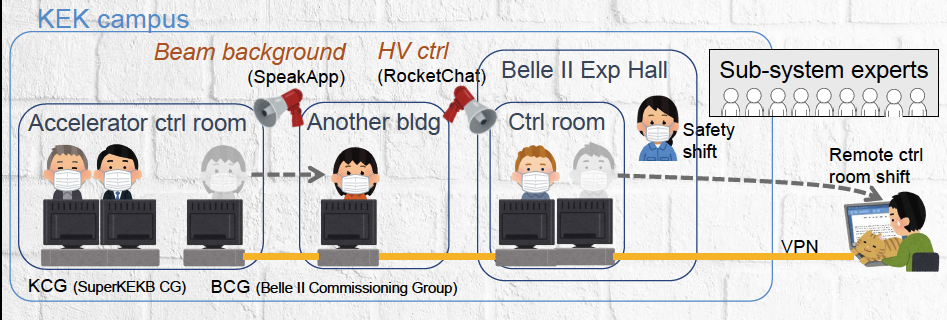 KEK campus
Beam background
(SpeakApp)
HV ctrl
(RocketChat)
Belle II Exp Hall
Sub-system experts
Accelerator ctrl room
Another bldg
Ctrl room
Safety
shift
Remote ctrl
room shift
VPN
KCG (SuperKEKB CG)
BCG (Belle II Commissioning Group)